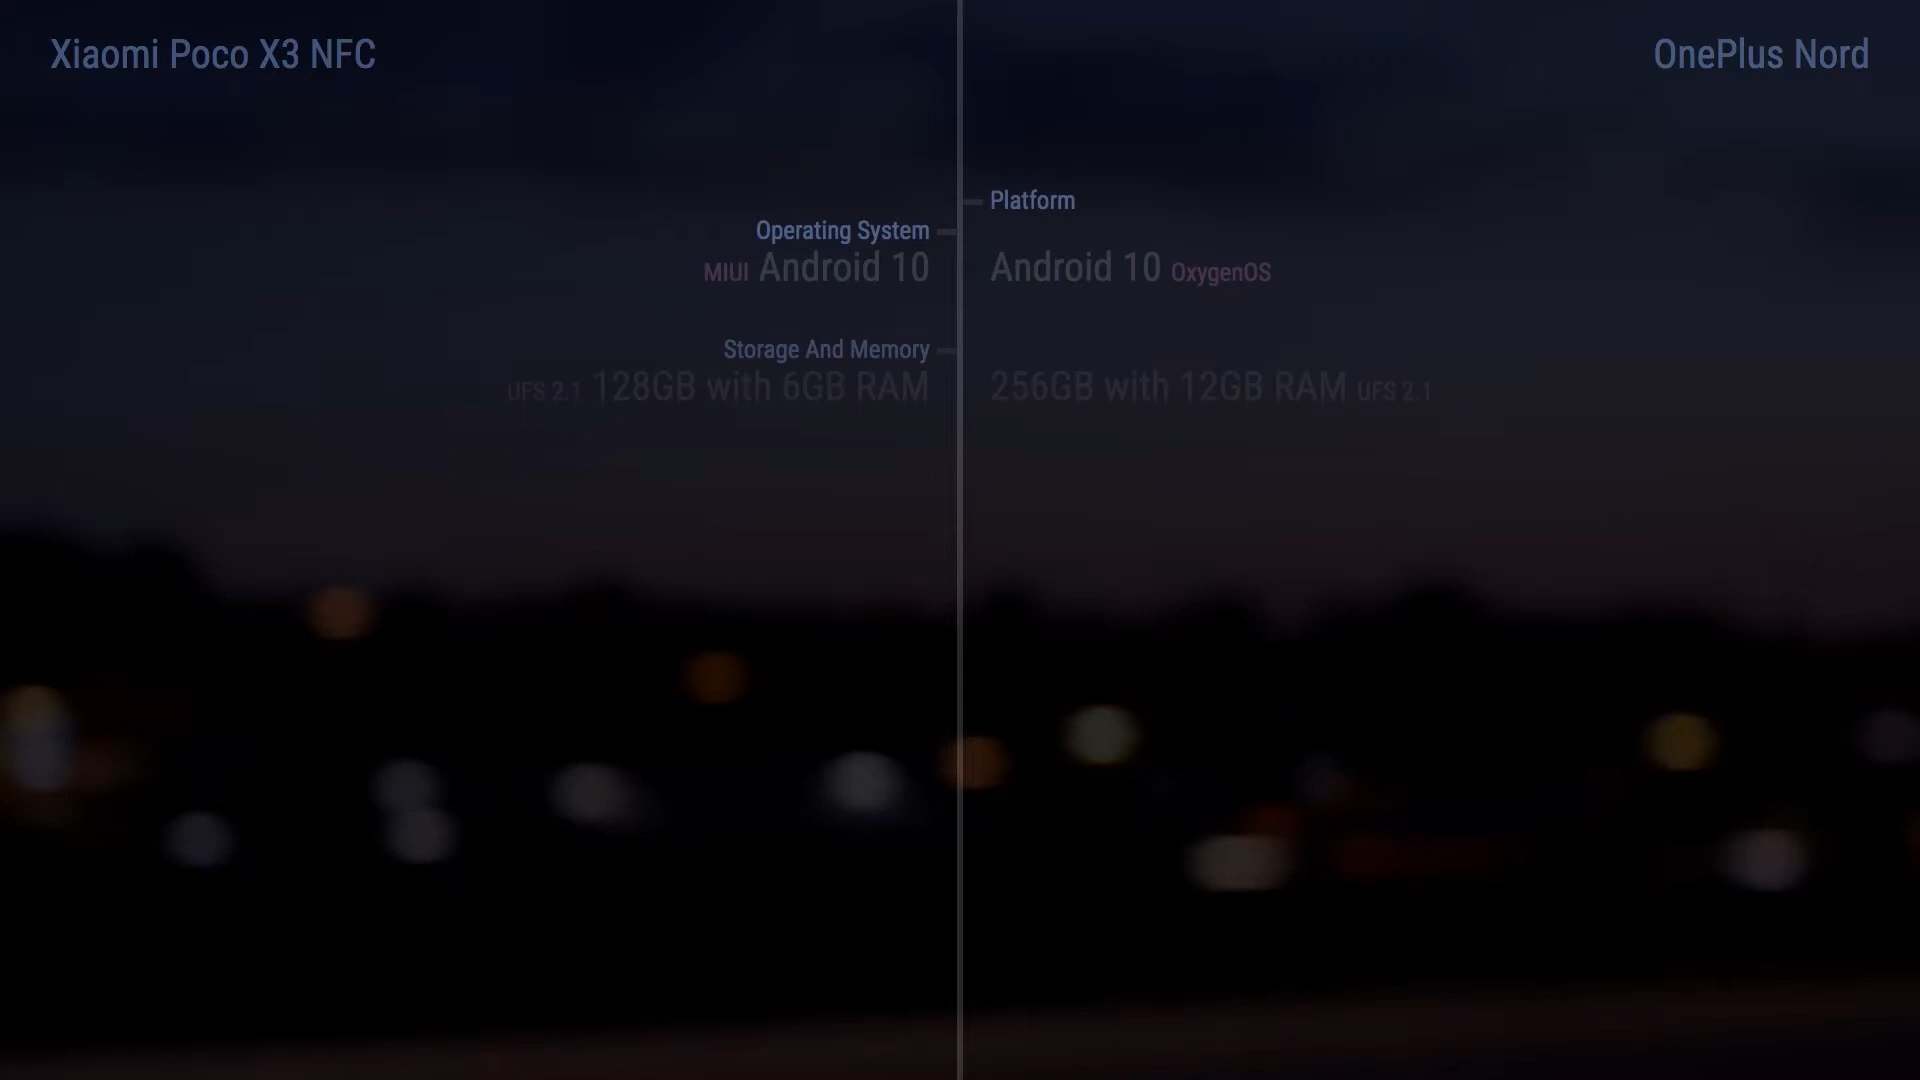 Xiaomi Poco X3 NFC
OnePlus Nord
Platform
Operating System
MIUI Android 10
Android 10 OxygenOS
Storage And Memory
UFS 2.1 128GB with 6GB RAM
256GB with 12GB RAM UFS 2.1